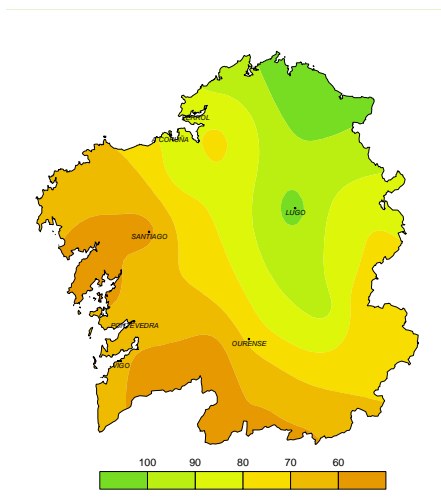 FERROL
A CORUÑA
LUGO
SANTIAGO
PONTEVEDRA
OURENSE
VIGO
100 90 80 70 60